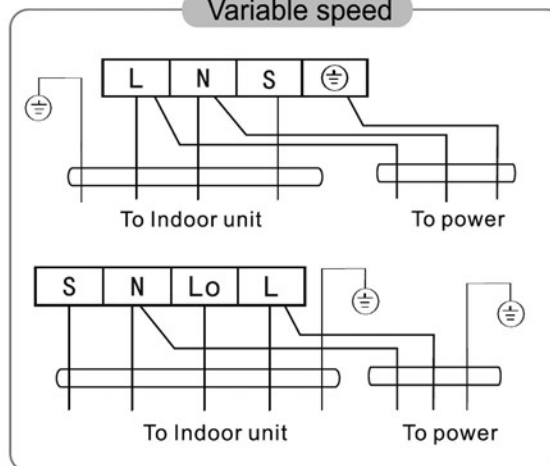 Variable speed
L N S
To Indoor unit To power
S N Lo L
To Indoor unit To power